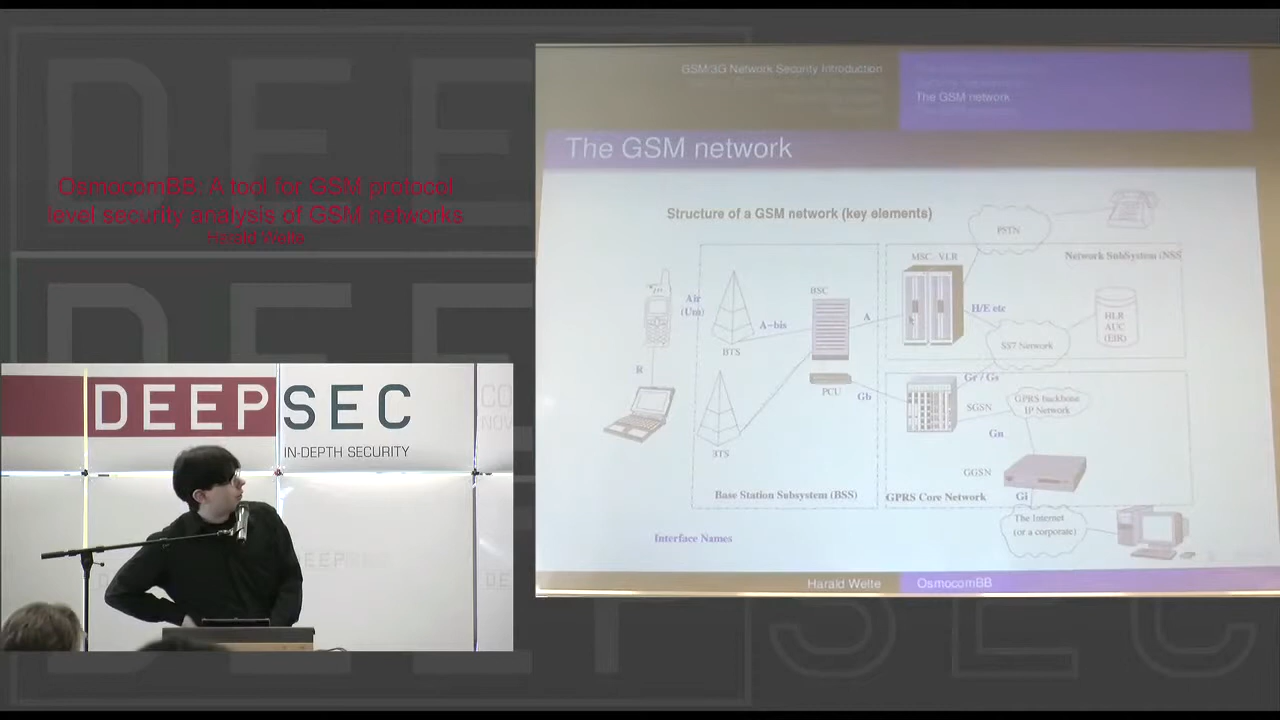 OsmocomBB: A tool for GSM protocol
level security analysis of GSM networks
Harald Welte
DEEPSEC
IN-DEPTH SECURITY
GSM/3G Network Security Introduction
The GSM network
The GSM network
Structure of a GSM network (key elements)
PSTN
MSC VLR
Network SubSystem (NSS
Air
(Um)
BSC
A
H/E etc
HLR
AUC
(EIR)
A-bis
BTS
SS7 Network
R
PCU
Gb
Gr / Gs
SGSN
GPRS backbone
IP Network
Gn
BTS
GGSN
Base Station Subsystem (BSS)
GPRS Core Network
Gi
The Internet
(or a corporate)
Interface Names
Harald Welte
OsmocomBB
DEEPSEC